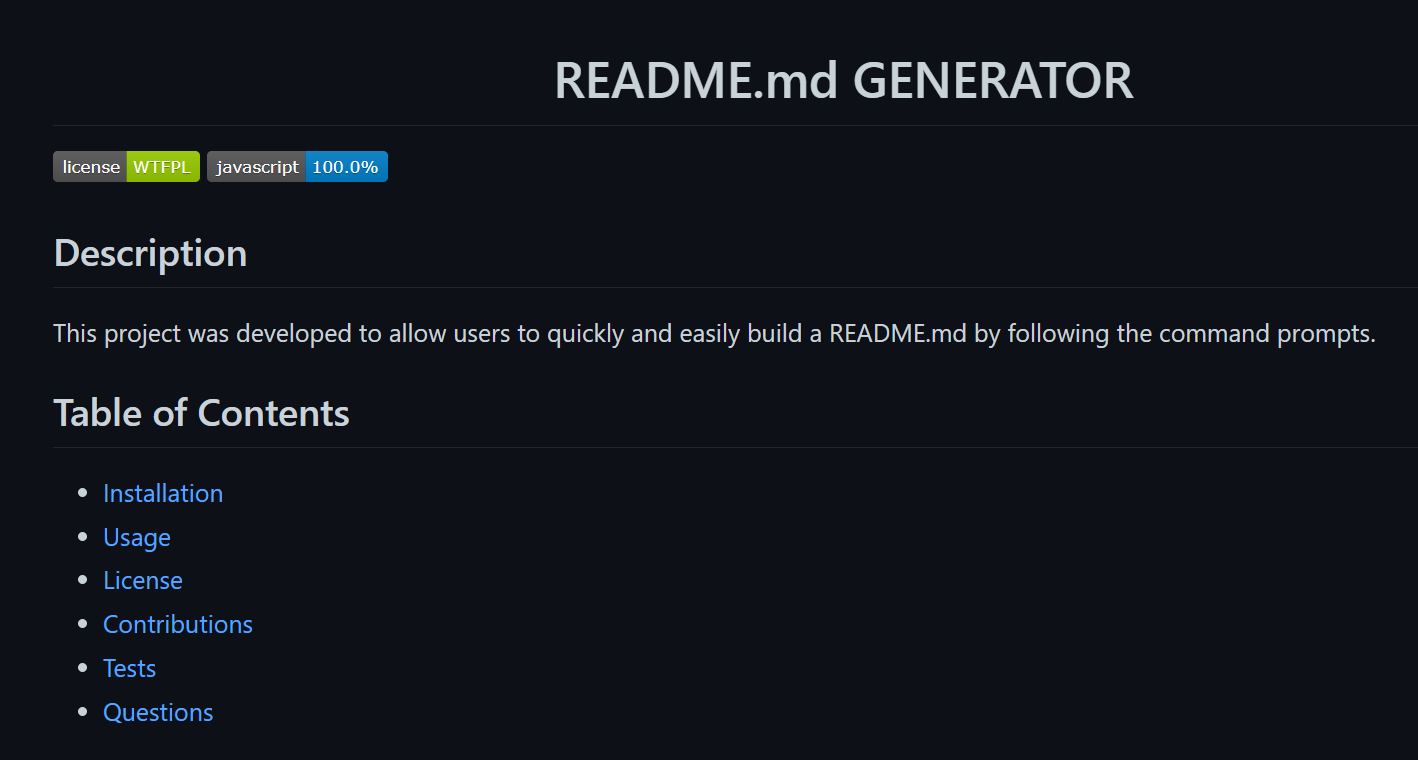 README.md GENERATOR
license WTFPL javascript 100.0%
Description
This project was developed to allow users to quickly and easily build a README.md by following the command prompts.
Table of Contents
Installation
Usage
License
Contributions
Tests
Questions